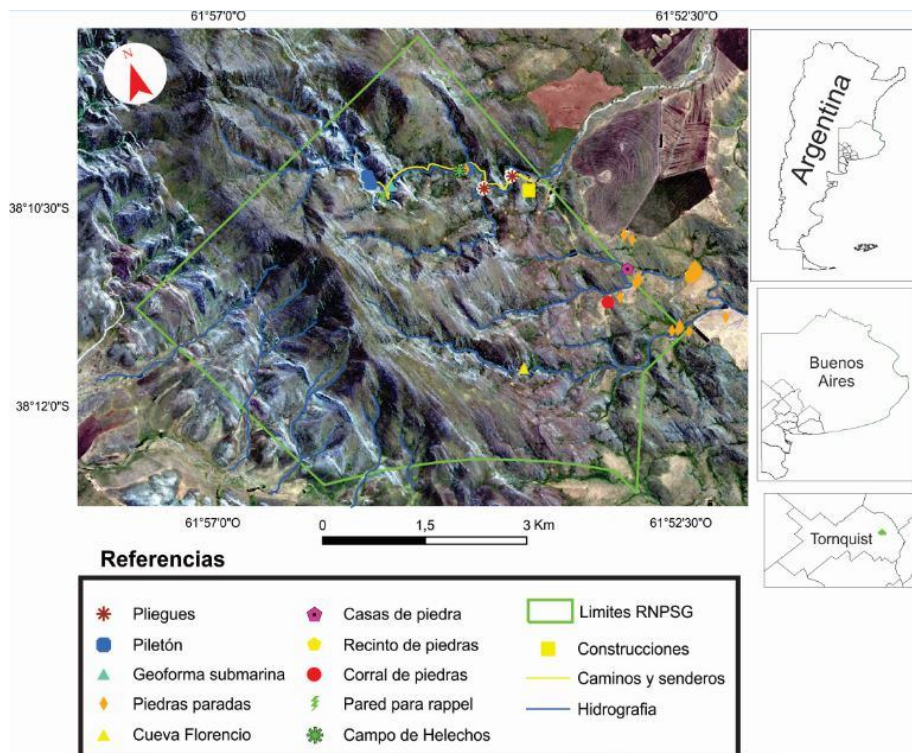 61°57'0"O
61°52'30"O
N
38°10'30"S
38°12'0"S
61°57'0"O
61°52'30"O
0 1,5 3 Km
Argentina
Buenos
Aires
Tornquist
Referencias
Pliegues
Piletón
Geoforma submarina
Piedras paradas
Cueva Florencio
Casas de piedra
Recinto de piedras
Corral de piedras
Pared para rappel
Campo de Helechos
Limites RNPSG
Construcciones
Caminos y senderos
Hidrografia